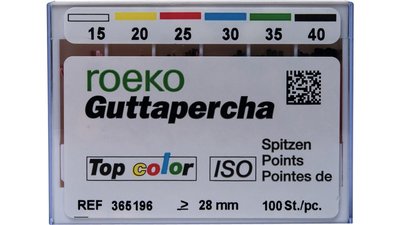 15 20 25 30 35 40
roeko
Guttapercha
Top color ISO
Spitzen
Points
Pointes de
REF 365196 ≥ 28 mm 100 St./pc.